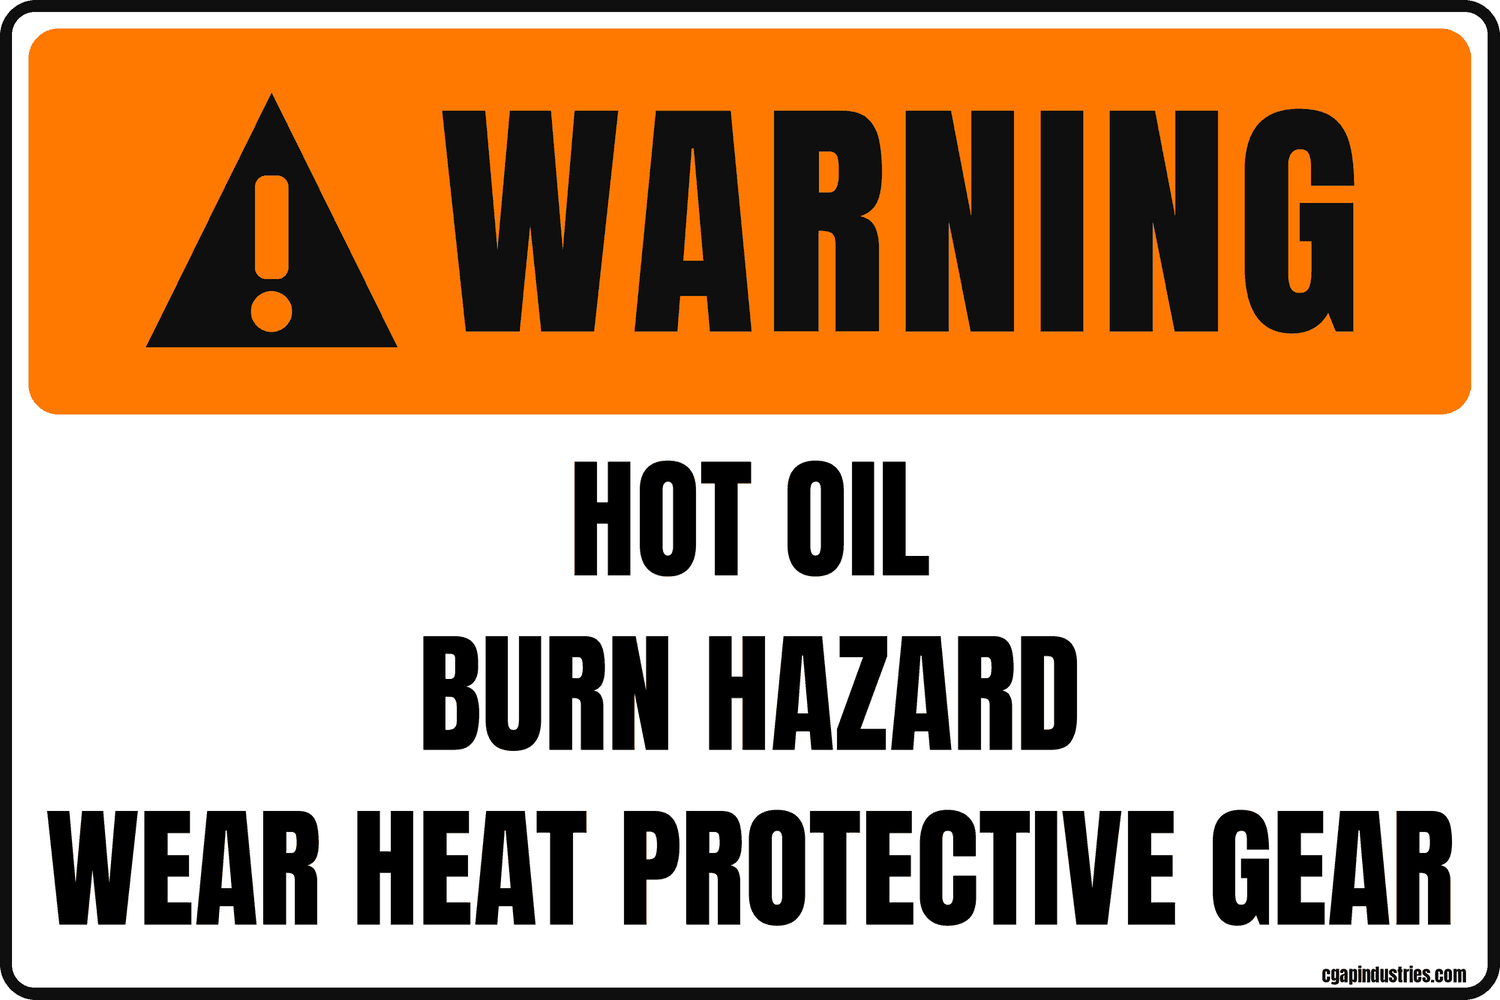 WARNING
HOT OIL
BURN HAZARD
WEAR HEAT PROTECTIVE GEAR
cgapindustries.com